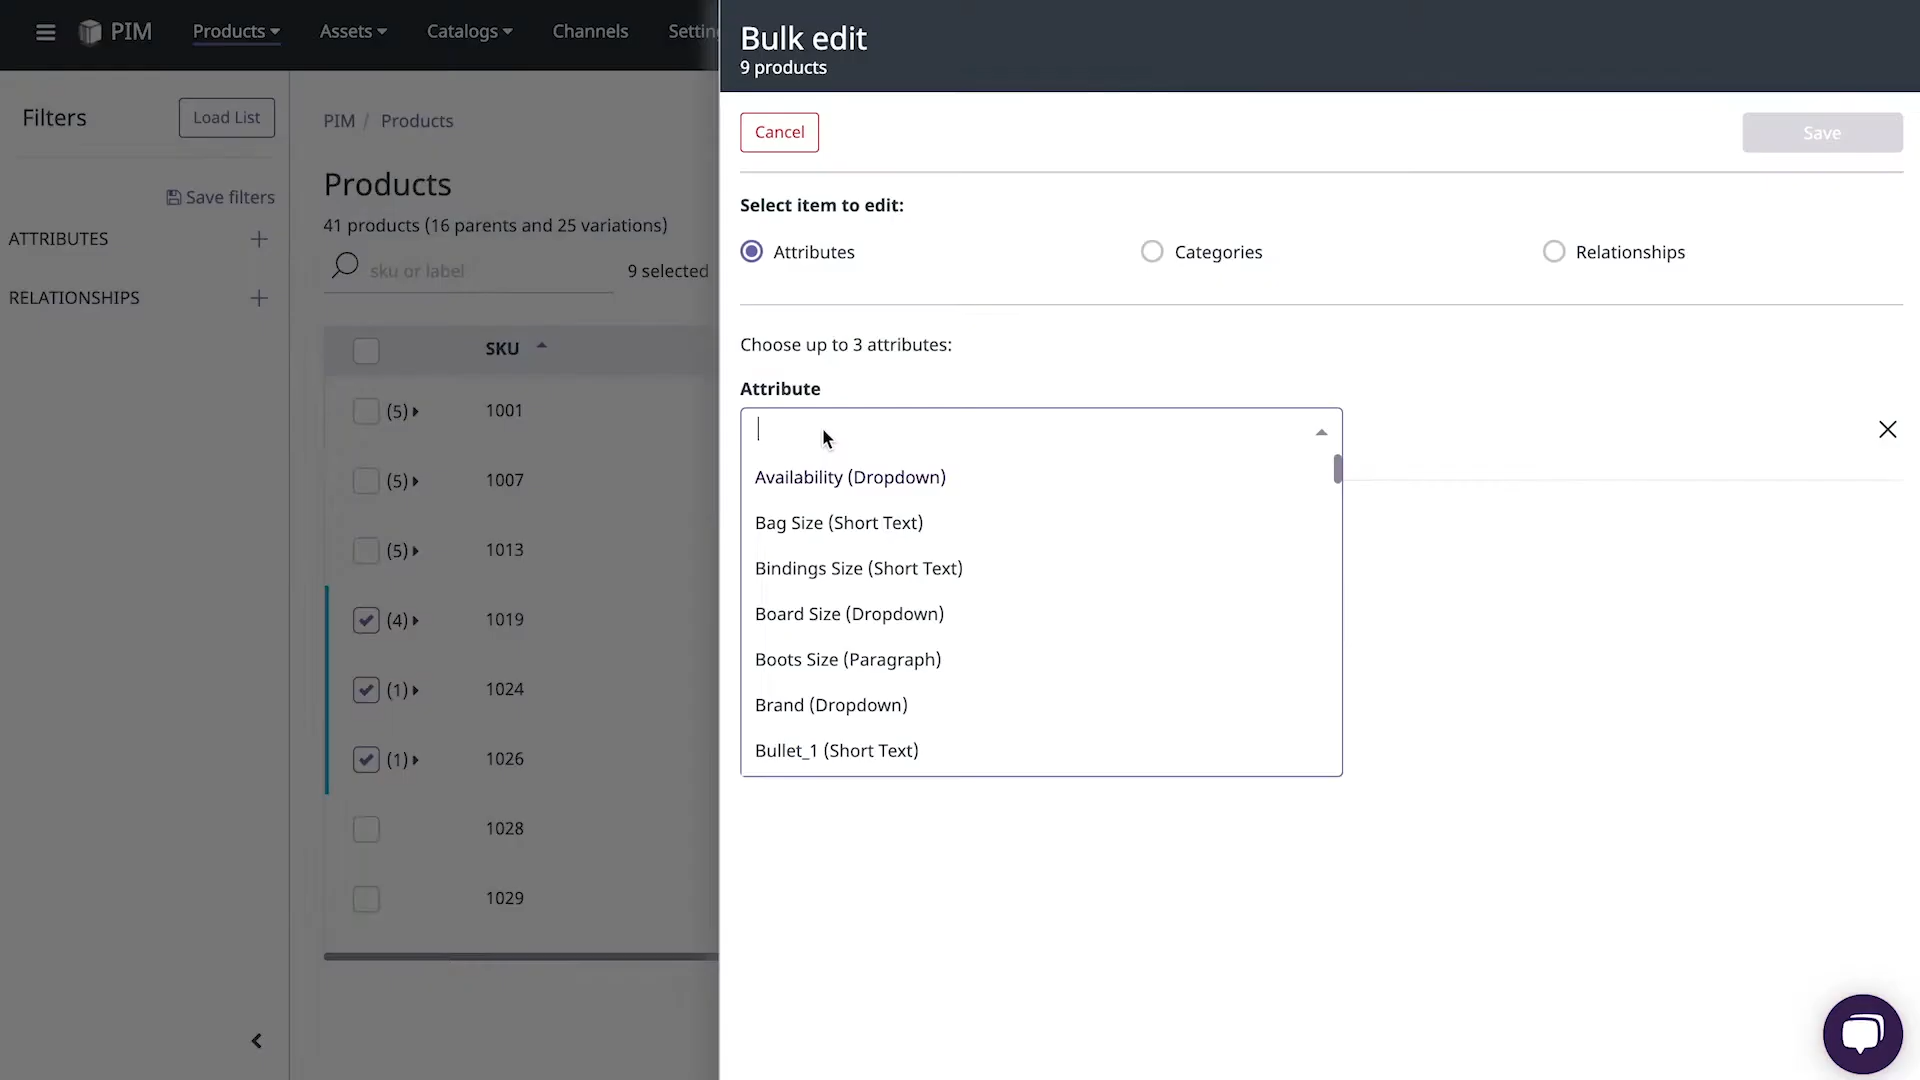 PIM
Products
Assets
Catalogs
Channels
Filters
Load List
Save filters
ATTRIBUTES
RELATIONSHIPS
PIM / Products
Products
41 products (16 parents and 25 variations)
sku or label
9 selected
SKU
(5) 1001
(5) 1007
(5) 1013
(4) 1019
(1) 1024
(1) 1026
1028
1029
Bulk edit
9 products
Cancel
Save
Select item to edit:
Attributes
Categories
Relationships
Choose up to 3 attributes:
Attribute
Availability (Dropdown)
Bag Size (Short Text)
Bindings Size (Short Text)
Board Size (Dropdown)
Boots Size (Paragraph)
Brand (Dropdown)
Bullet_1 (Short Text)